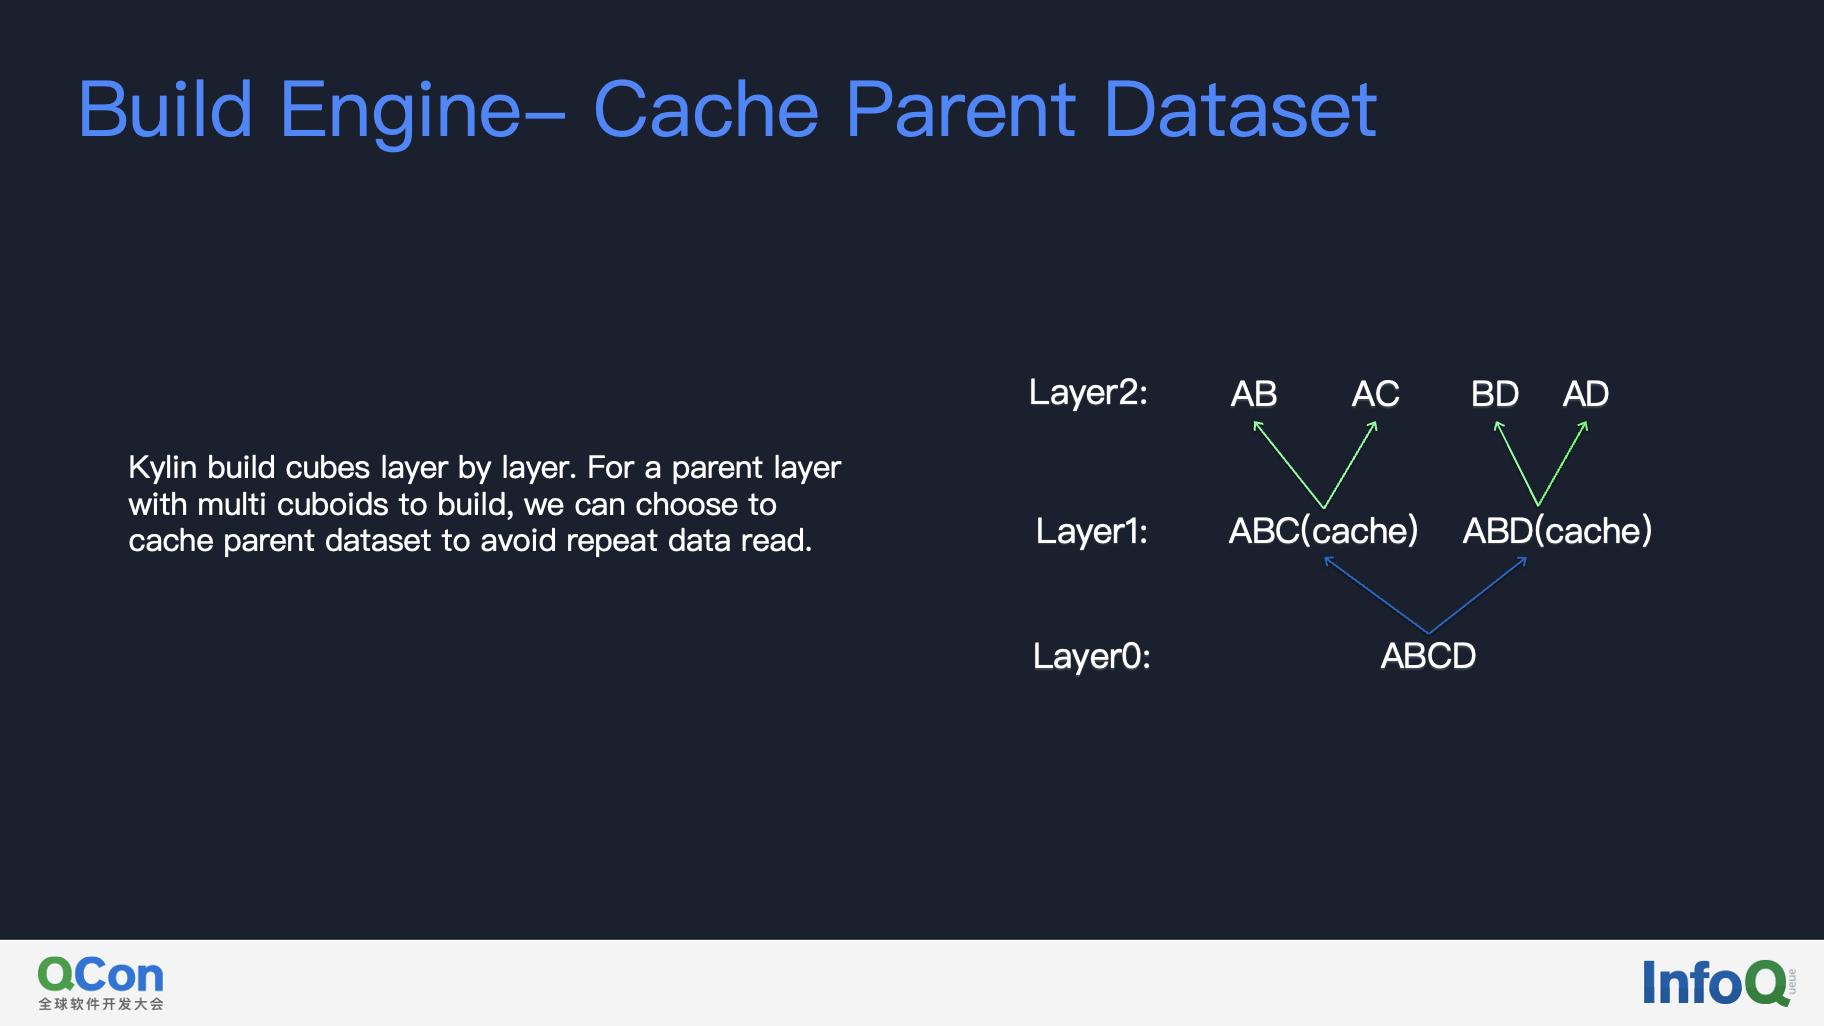 Build Engine– Cache Parent Dataset
Kylin build cubes layer by layer. For a parent layer
with multi cuboids to build, we can choose to
cache parent dataset to avoid repeat data read.
Layer2: AB AC BD AD
Layer1: ABC(cache) ABD(cache)
Layer0: ABCD
QCon
全球软件开发大会
InfoQ
ueue